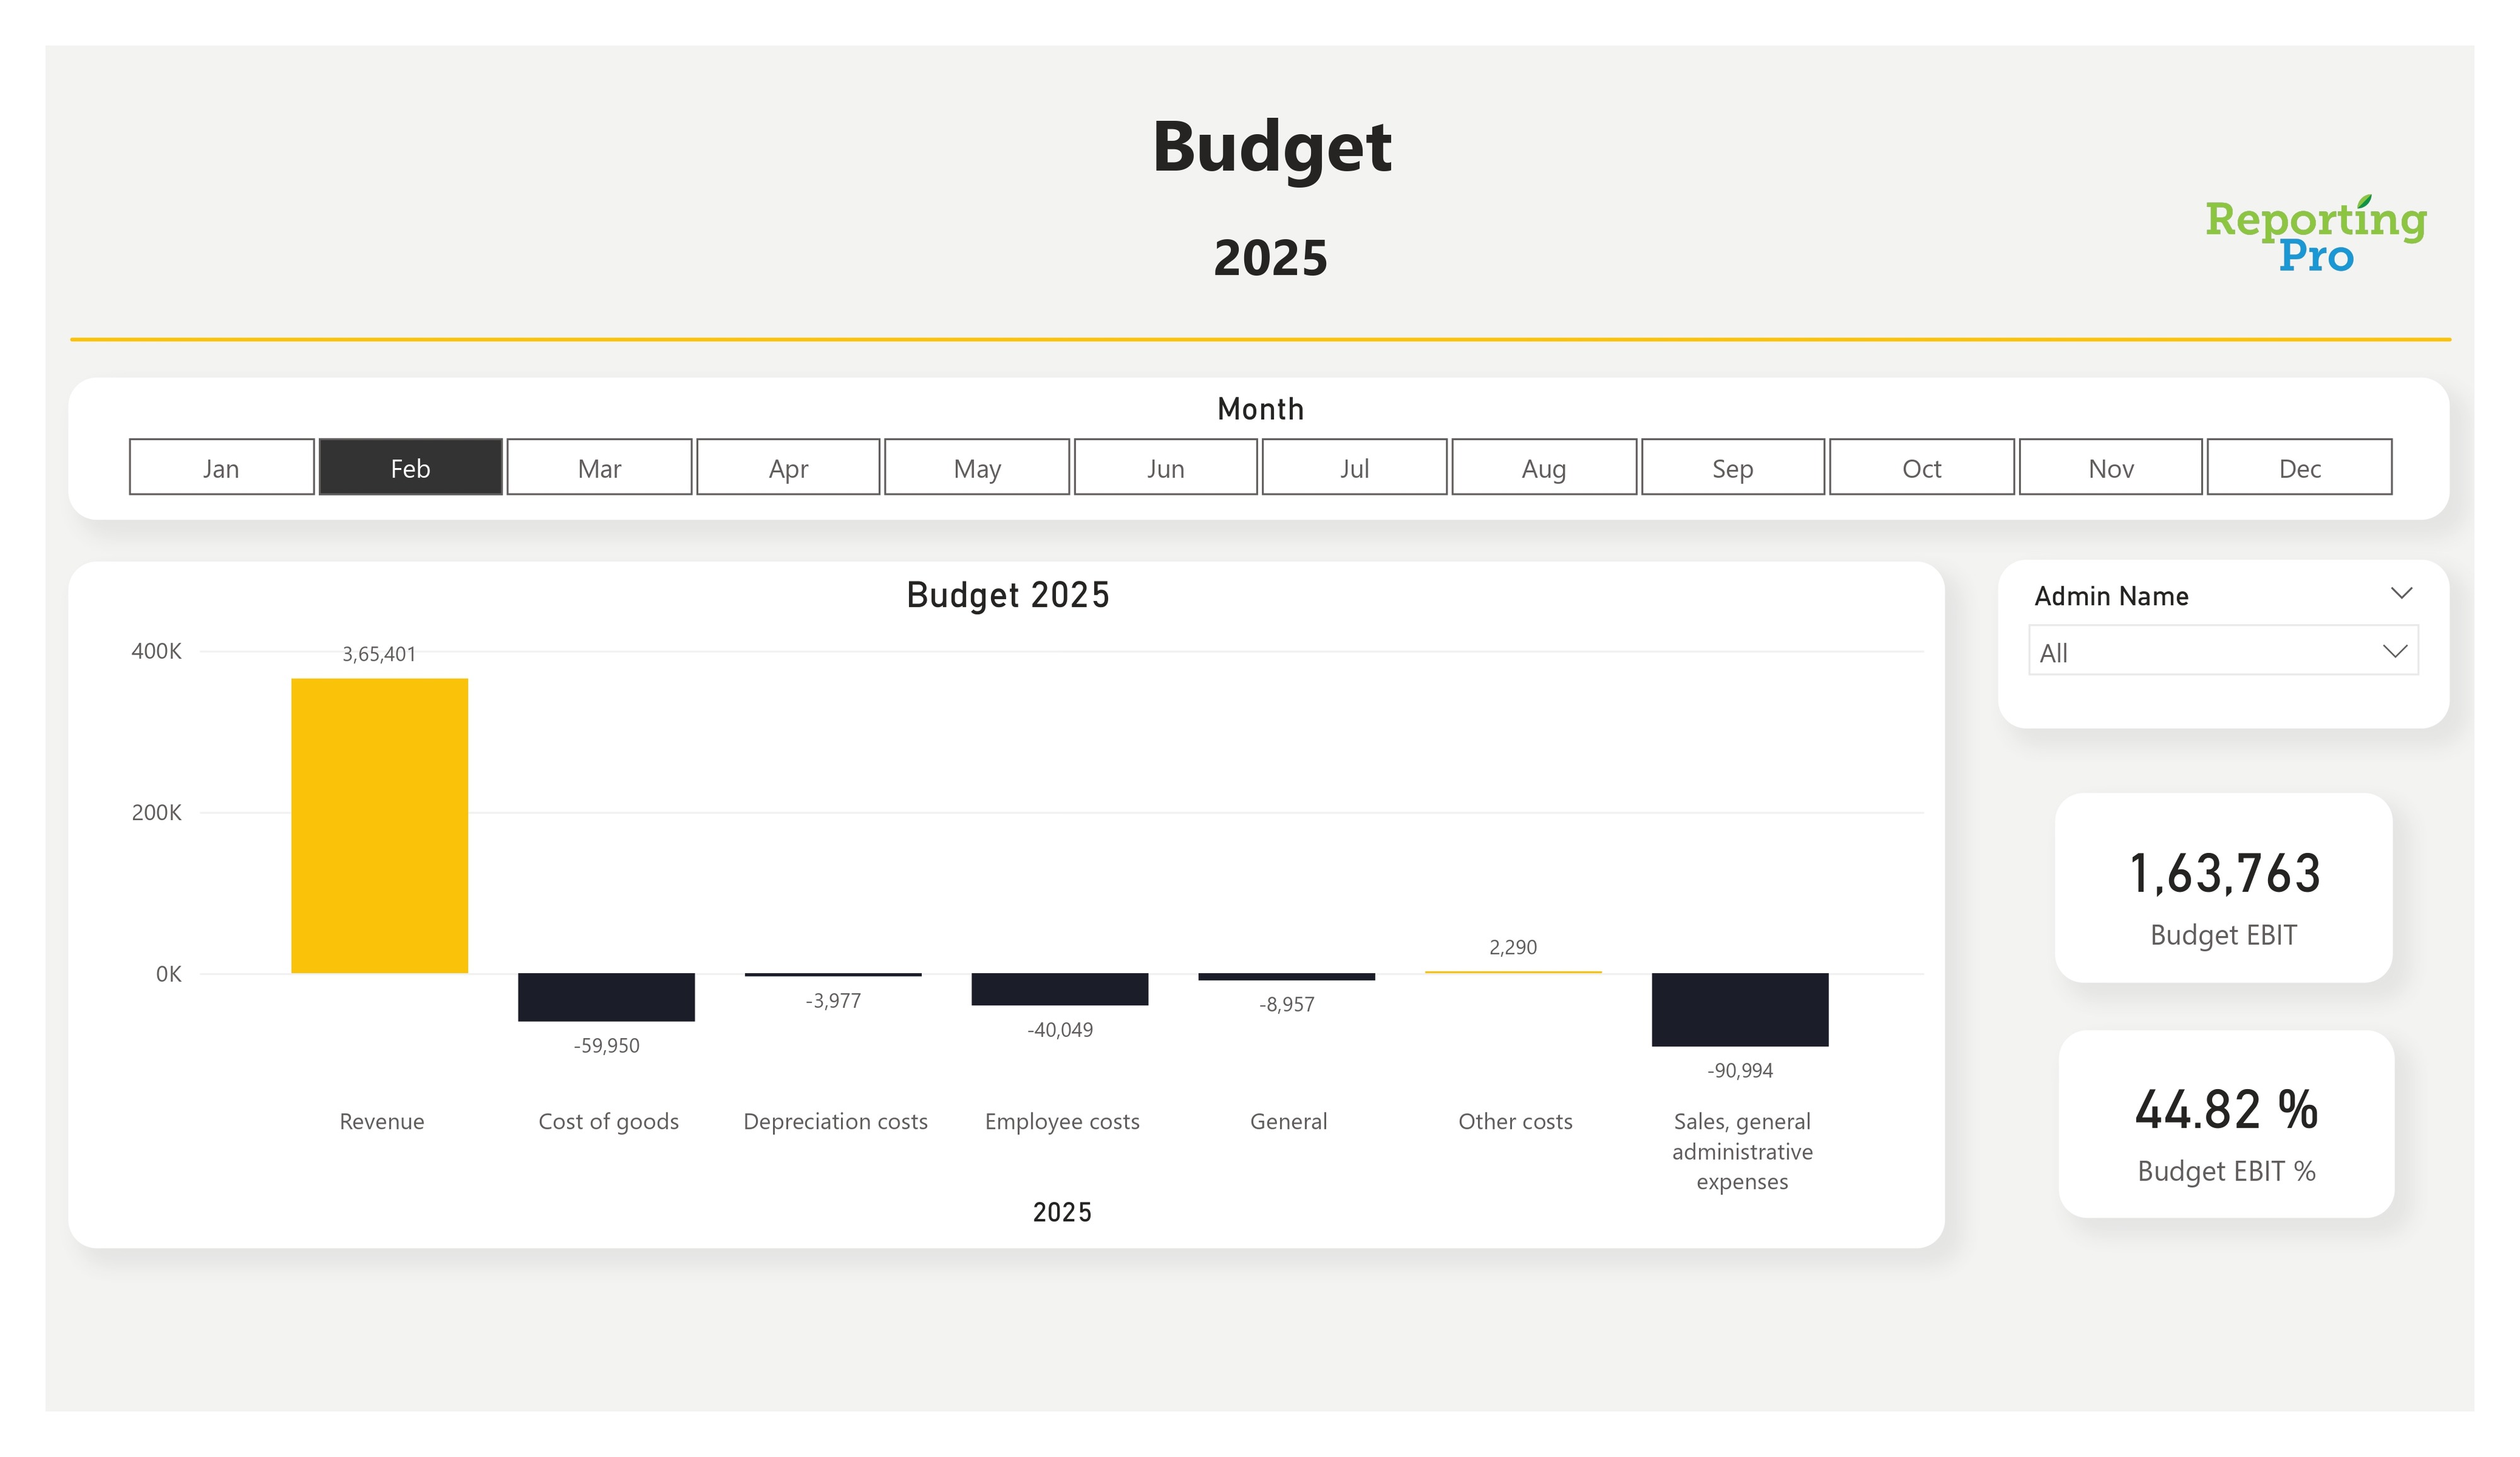 Budget
2025
Reporting
Pro
Month
Jan Feb Mar Apr May Jun Jul Aug Sep Oct Nov Dec
Budget 2025
400K
200K
0K
3,65,401
-59,950
-3,977
-40,049
-8,957
2,290
-90,994
Revenue
Cost of goods
Depreciation costs
Employee costs
General
Other costs
Sales, general
administrative
expenses
2025
Admin Name
All
1,63,763
Budget EBIT
44.82 %
Budget EBIT %